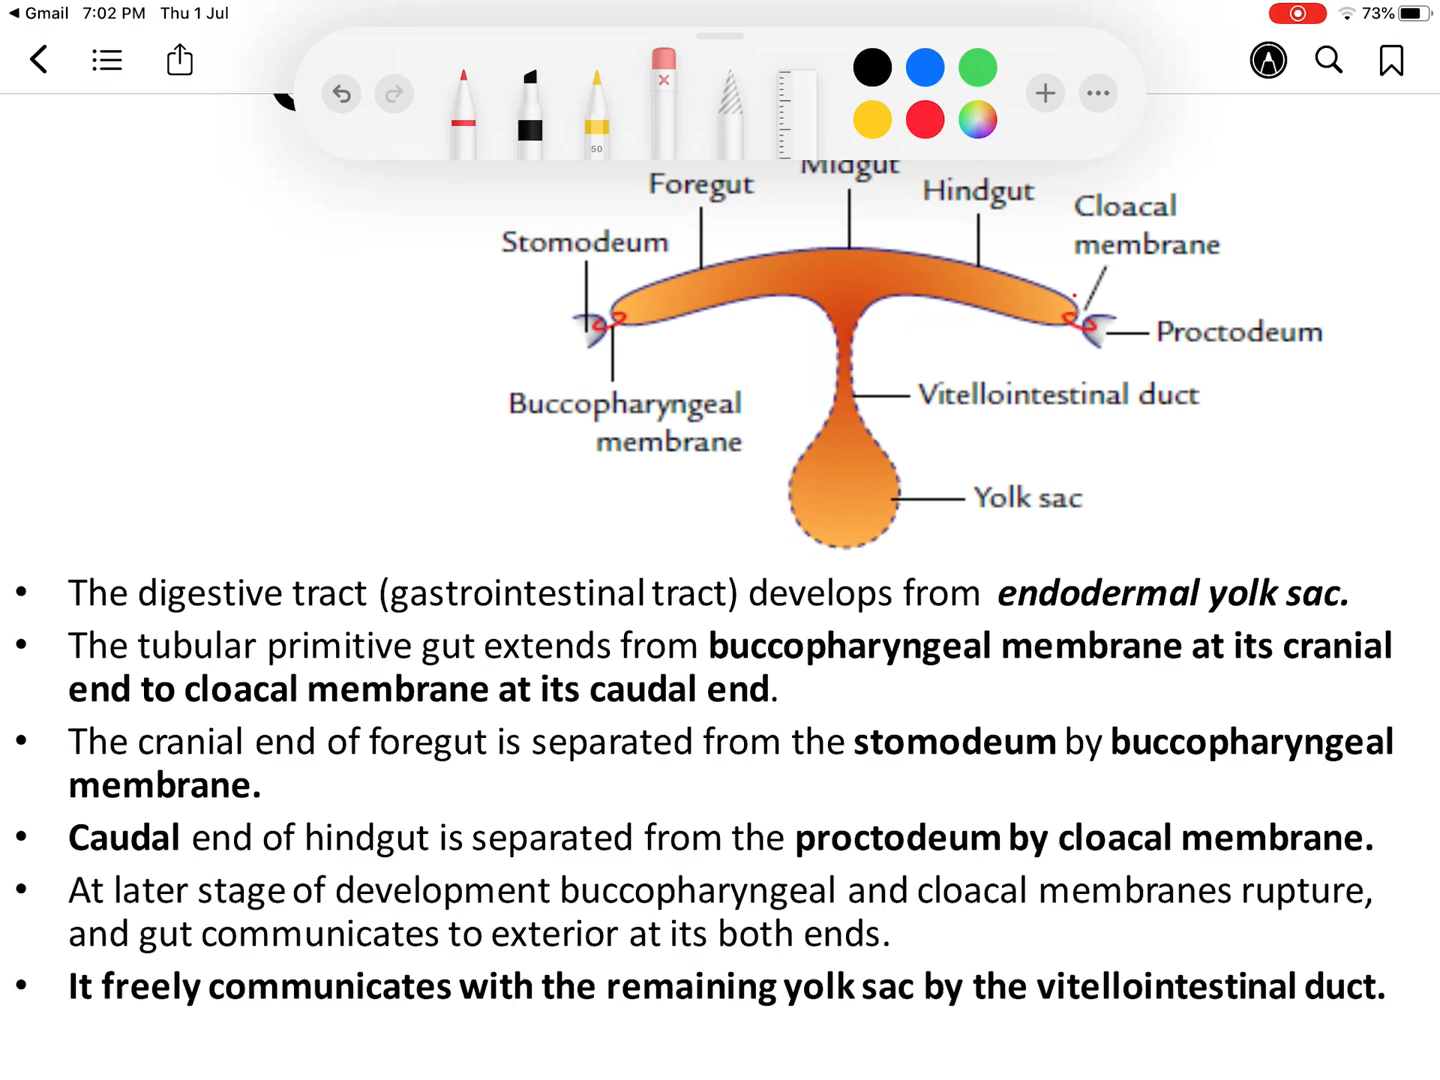 Gmail 7:02 PM Thu 1 Jul 73%
50
Midgut
Foregut
Hindgut
Cloacal
membrane
Stomodeum
Proctodeum
Vitellointestinal duct
Buccopharyngeal
membrane
Yolk sac
• The digestive tract (gastrointestinal tract) develops from endodermal yolk sac.
• The tubular primitive gut extends from buccopharyngeal membrane at its cranial
end to cloacal membrane at its caudal end.
• The cranial end of foregut is separated from the stomodeum by buccopharyngeal
membrane.
• Caudal end of hindgut is separated from the proctodeum by cloacal membrane.
• At later stage of development buccopharyngeal and cloacal membranes rupture,
and gut communicates to exterior at its both ends.
• It freely communicates with the remaining yolk sac by the vitellointestinal duct.